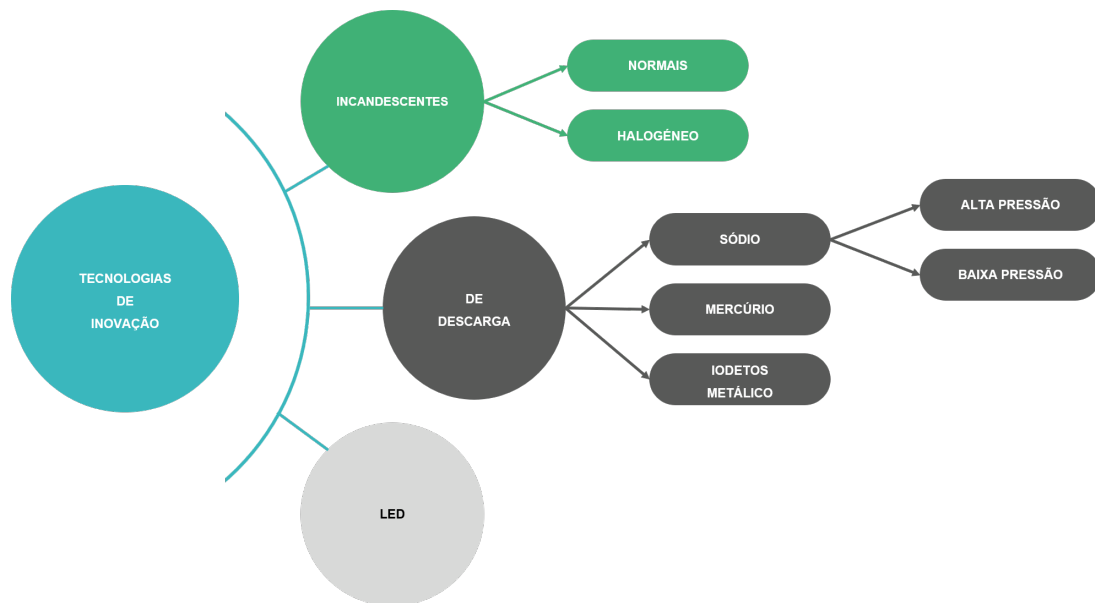 TECNOLOGIAS
DE
INOVAÇÃO
INCANDESCENTES
NORMAIS
HALOGÉNEO
DE
DESCARGA
SÓDIO
ALTA PRESSÃO
BAIXA PRESSÃO
MERCÚRIO
IODETOS
METÁLICO
LED